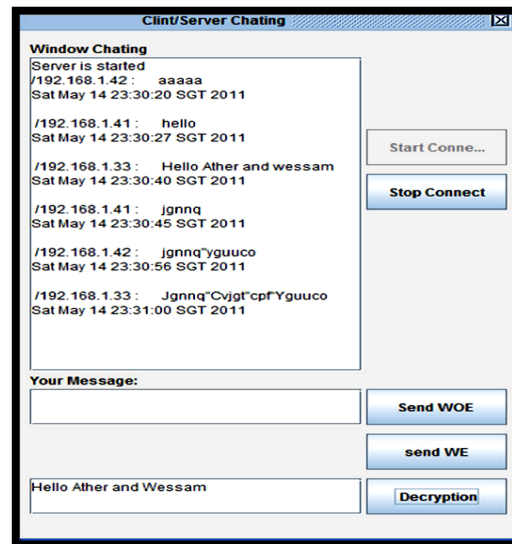 Clint/Server Chating
Window Chating
Server is started
/192.168.1.42 : aaaaa
Sat May 14 23:30:20 SGT 2011
/192.168.1.41 : hello
Sat May 14 23:30:27 SGT 2011
/192.168.1.33 : Hello Ather and wessam
Sat May 14 23:30:40 SGT 2011
/192.168.1.41 : jgnnq
Sat May 14 23:30:45 SGT 2011
/192.168.1.42 : jgnnq"yguuco
Sat May 14 23:30:56 SGT 2011
/192.168.1.33 : Jgnnq"Cvjgt"cpf"Yguuco
Sat May 14 23:31:00 SGT 2011
Start Conne...
Stop Connect
Your Message:
Send WOE
send WE
Hello Ather and Wessam
Decryption